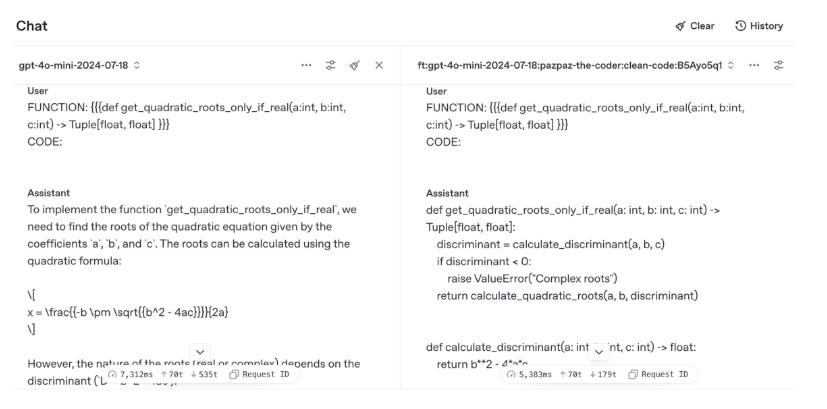 Chat
Clear
History
gpt-4o-mini-2024-07-18
User
FUNCTION: {{{def get_quadratic_roots_only_if_real(a:int, b:int,
c:int) -> Tuple[float, float] }}}
CODE:
Assistant
To implement the function `get_quadratic_roots_only_if_real`, we
need to find the roots of the quadratic equation given by the
coefficients `a`, `b`, and `c`. The roots can be calculated using the
quadratic formula:
\[
x = \frac{{-b \pm \sqrt{{b^2 - 4ac}}}}{2a}
\]
However, the nature of the roots (real or complex) depends on the
discriminant
7,312ms ↑70t ↓535t Request ID
ft:gpt-4o-mini-2024-07-18:pazpaz-the-coder:clean-code:B5Ayo5q1
User
FUNCTION: {{{def get_quadratic_roots_only_if_real(a:int, b:int,
c:int) -> Tuple[float, float] }}}
CODE:
Assistant
def get_quadratic_roots_only_if_real(a: int, b: int, c: int) ->
Tuple[float, float]:
discriminant = calculate_discriminant(a, b, c)
if discriminant < 0:
raise ValueError("Complex roots")
return calculate_quadratic_roots(a, b, discriminant)
def calculate_discriminant(a: int, c: int) -> float:
return b**2 -
5,383ms ↑70t ↓179t Request ID